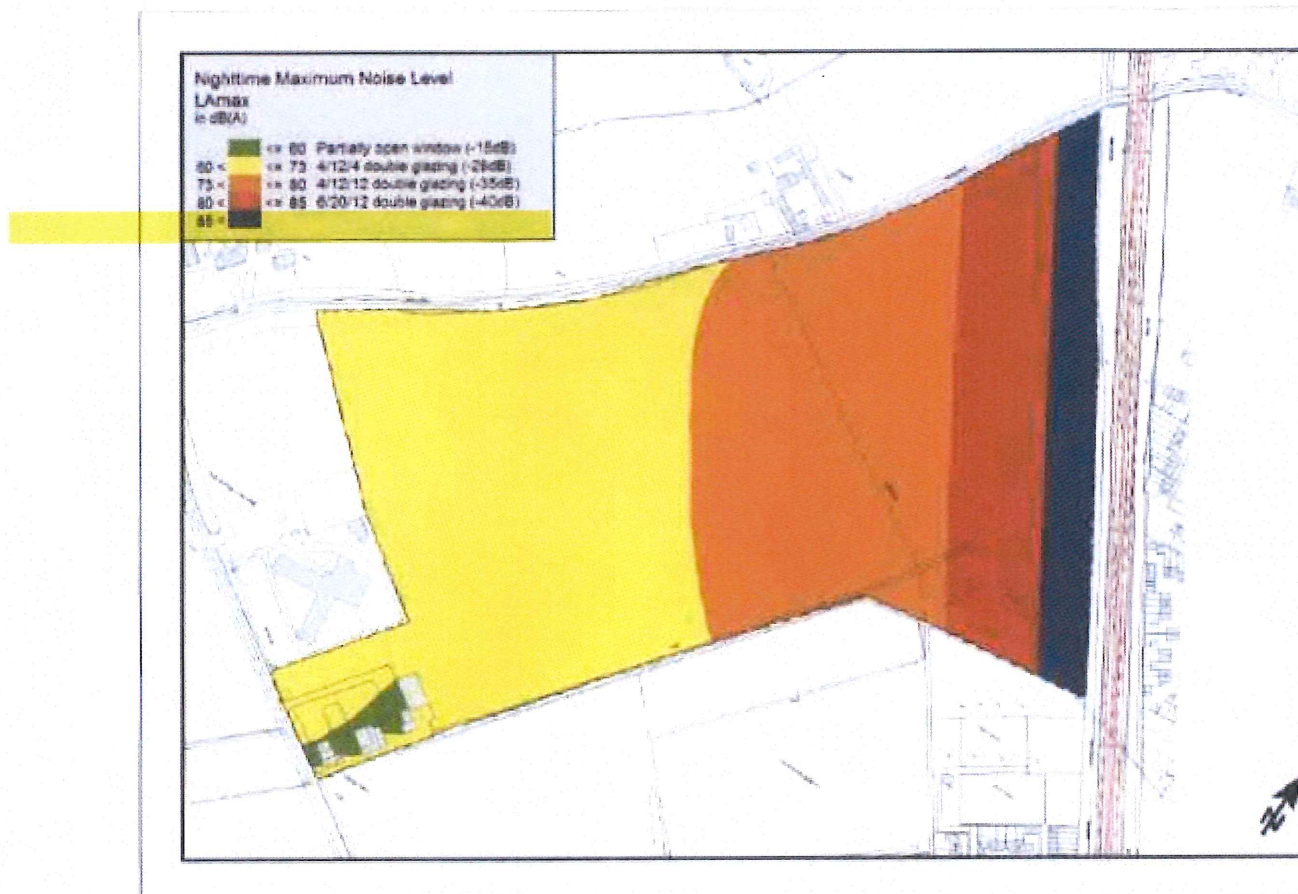 Nighttime Maximum Noise Level
LAmax
in dB(A)
<= 60 Partially open window (-15dB)
60 < <= 73 4/12/4 double glazing (-28dB)
73 < <= 80 4/12/12 double glazing (-35dB)
80 < <= 85 6/20/12 double glazing (-40dB)
85 <